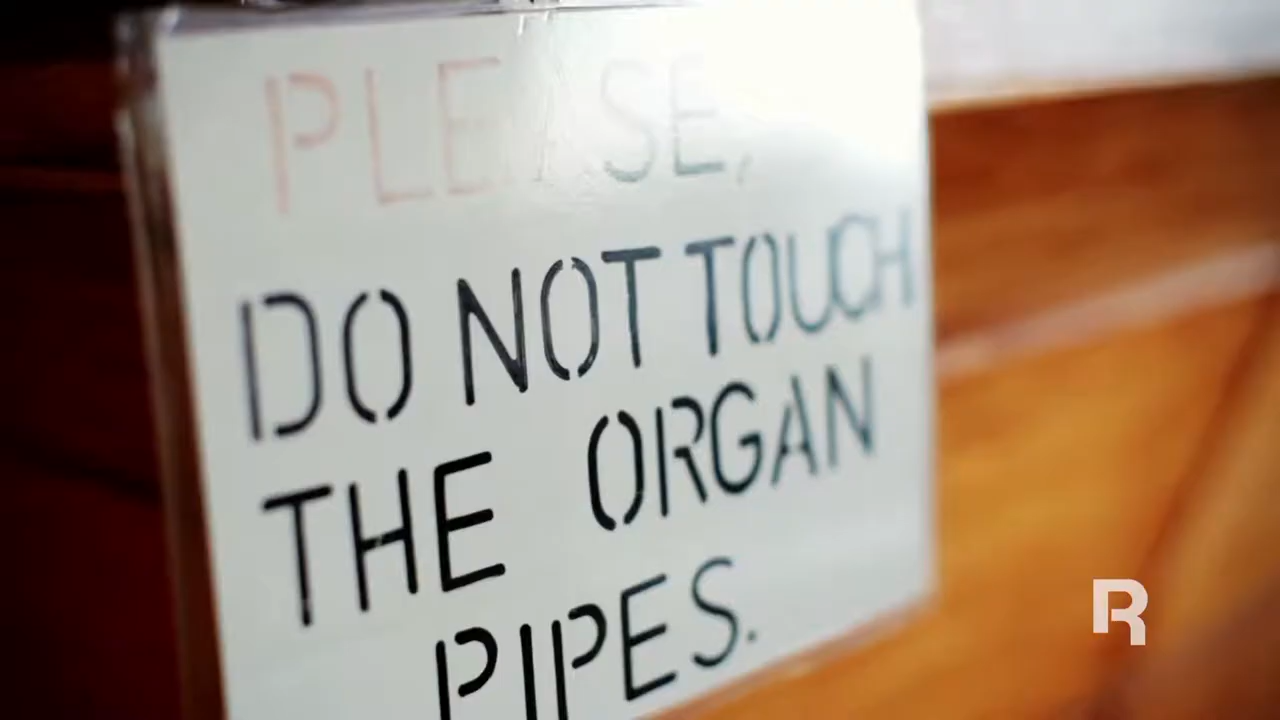 PLEASE,
DO NOT TOUCH
THE ORGAN
PIPES.
R